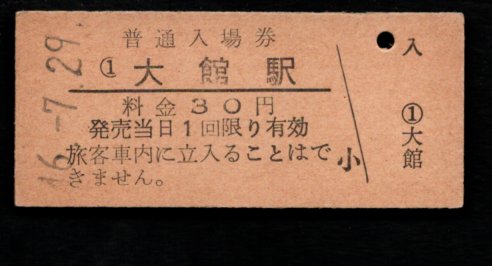 46-7.29
普通入場券
① 大館駅
料金30円
発売当日1回限り有効
旅客車内に立入ることはで
きません。
小
入
①
大館